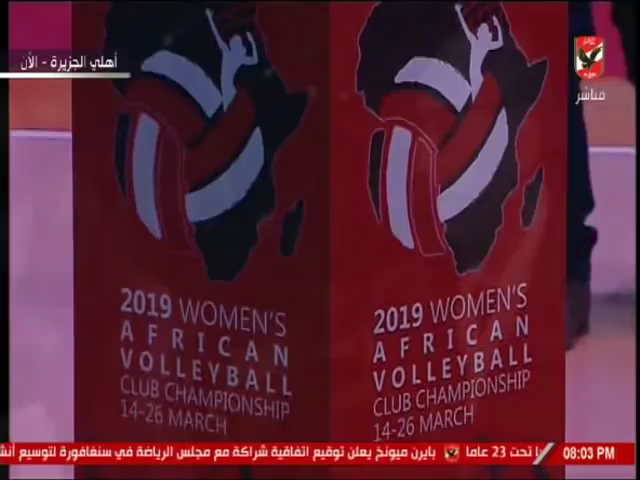 أهلي الجزيرة - الآن
مباشر
2019 WOMEN'S
AFRICAN
VOLLEYBALL
CLUB CHAMPIONSHIP
14-26 MARCH
2019 WOMEN'S
AFRICAN
VOLLEYBALL
CLUB CHAMPIONSHIP
14-26 MARCH
تحت 23 عاما بايرن ميونخ يعلن توقيع اتفاقية شراكة مع مجلس الرياضة في سنغافورة لتوسيع
08:03 PM